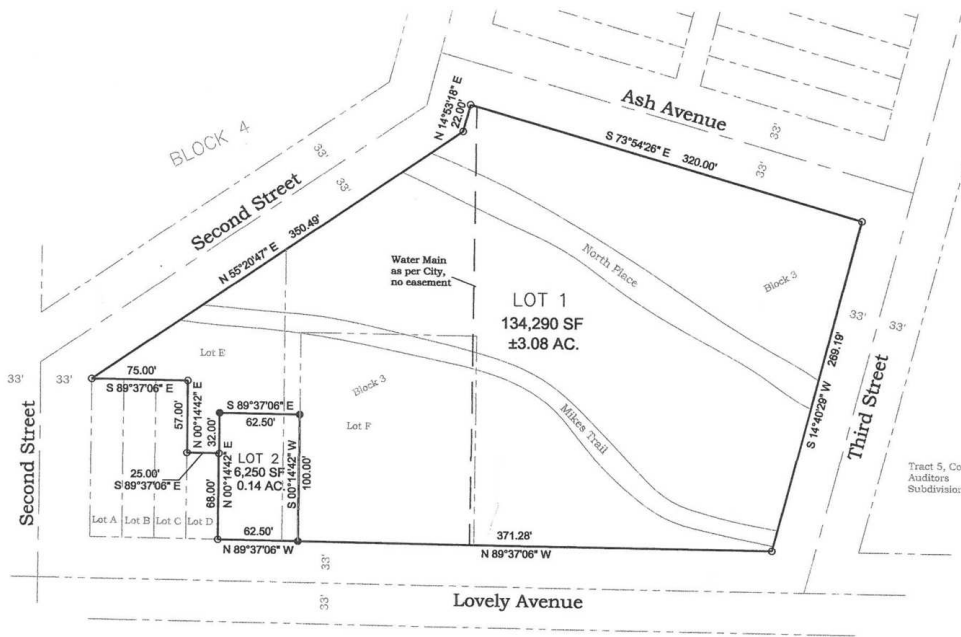 BLOCK 4
33'
33'
Second Street
N 14°53'18" E
22.00'
Ash Avenue
33'
33'
S 73°54'26" E 320.00'
N 55°20'47" E 350.49'
Water Main
as per City,
no easement
North Place
Block 3
LOT 1
134,290 SF
±3.08 AC.
33'
33'
S 14°40'29" W 269.19'
Third Street
33'
33'
75.00'
S 89°37'06" E
Lot E
Block 3
Lot F
Mikes Trail
57.00'
N 00°14'42" E
32.00'
S 89°37'06" E
62.50'
LOT 2
6,250 SF
0.14 AC.
N 00°14'42" E
68.00'
S 00°14'42" W
100.00'
25.00'
S 89°37'06" E
Second Street
Lot A
Lot B
Lot C
Lot D
62.50'
N 89°37'06" W
371.28'
N 89°37'06" W
33'
33'
Lovely Avenue
Tract 5, Co
Auditors
Subdivision